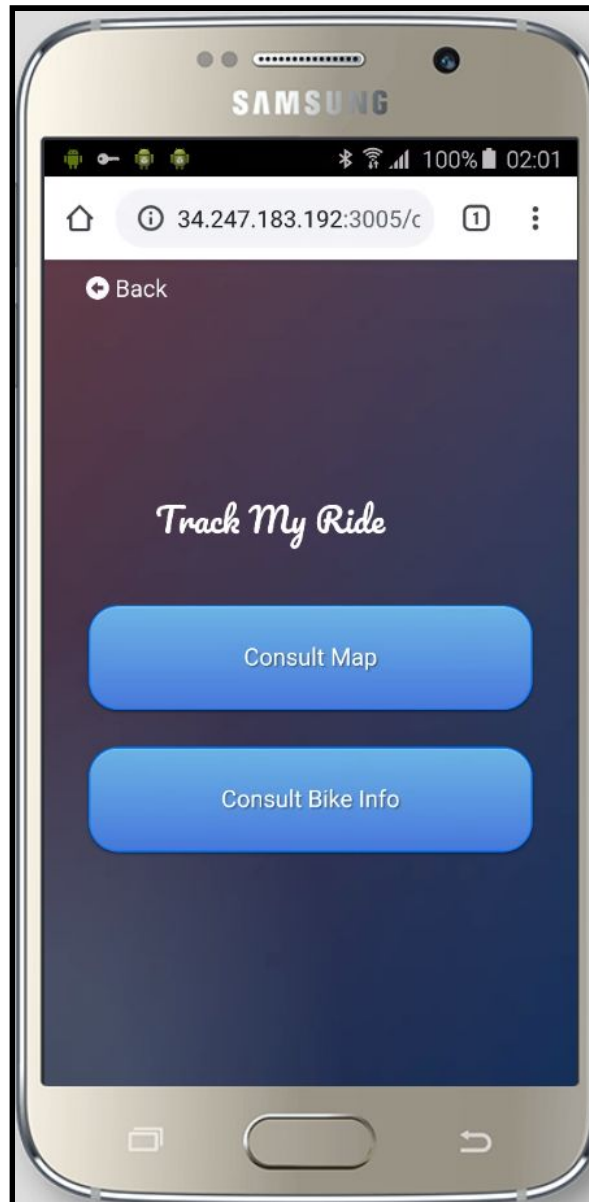 SAMSUNG
100% 02:01
34.247.183.192:3005/c
1
Back
Track My Ride
Consult Map
Consult Bike Info